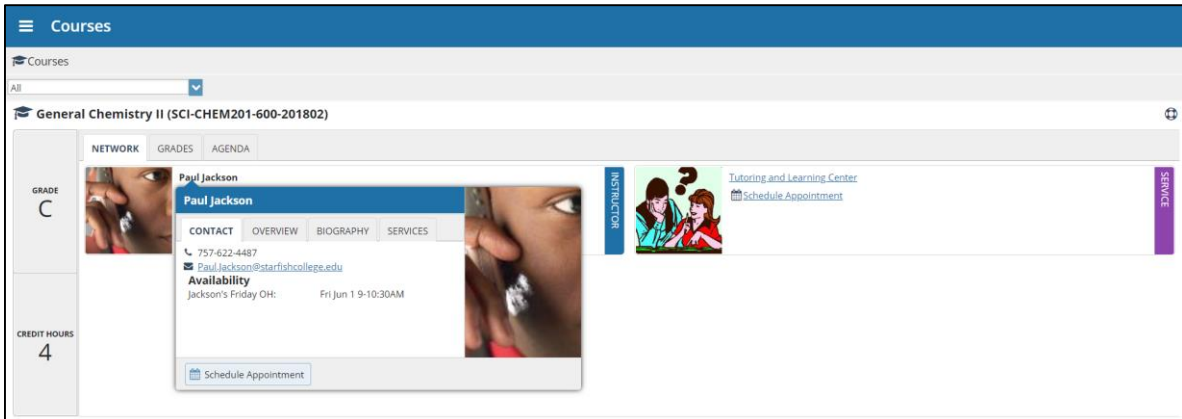 Courses
Courses
All
General Chemistry II (SCI-CHEM201-600-201802)
NETWORK GRADES AGENDA
GRADE
C
CREDIT HOURS
4
Paul Jackson
INSTRUCTOR
Paul Jackson
CONTACT OVERVIEW BIOGRAPHY SERVICES
757-622-4487
Paul.Jackson@starfishcollege.edu
Availability
Jackson's Friday OH: Fri Jun 1 9-10:30AM
Schedule Appointment
Tutoring and Learning Center
Schedule Appointment
SERVICE